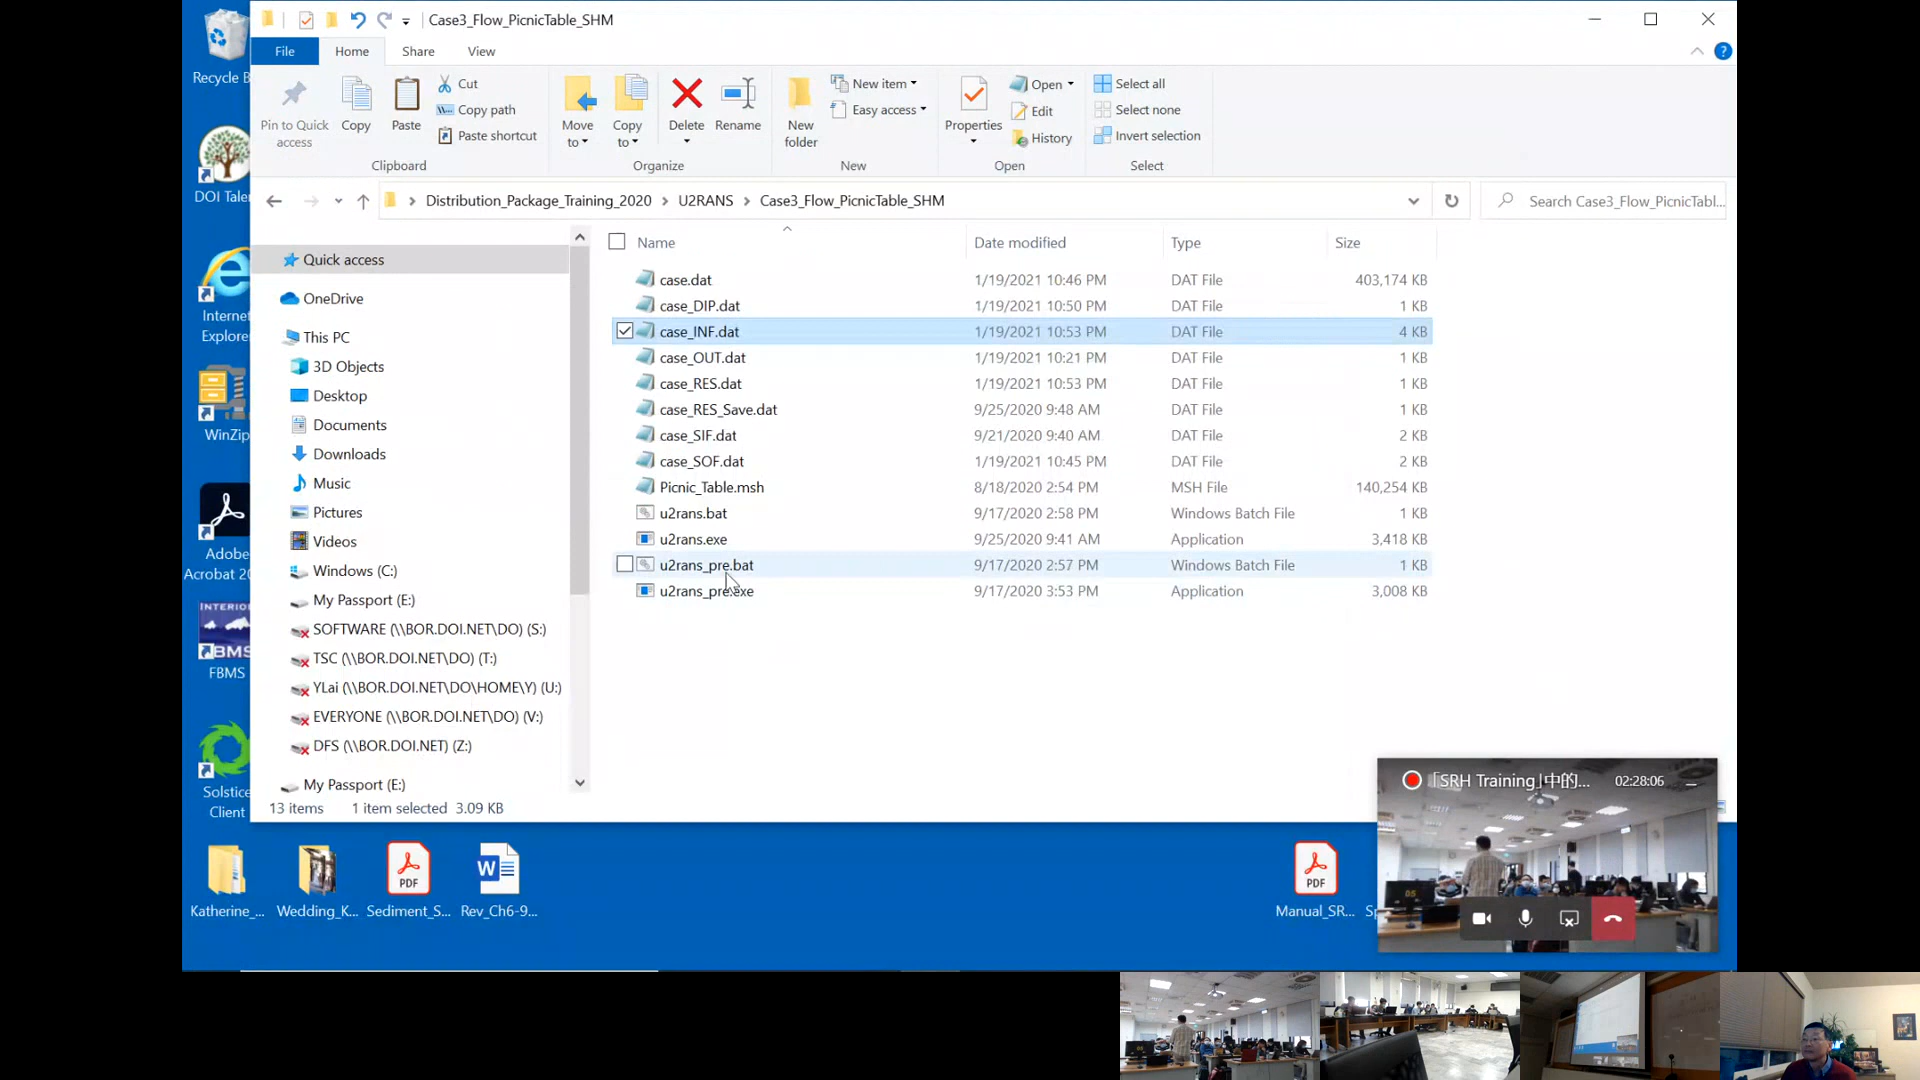 Case3_Flow_PicnicTable_SHM
File Home Share View
Pin to Quick access
Copy
Paste
Cut
Copy path
Paste shortcut
Clipboard
Move to
Copy to
Delete
Rename
Organize
New folder
New item
Easy access
New
Properties
Open
Edit
History
Open
Select all
Select none
Invert selection
Select
Distribution_Package_Training_2020 > U2RANS > Case3_Flow_PicnicTable_SHM
Search Case3_Flow_PicnicTabl...
Quick access
OneDrive
This PC
3D Objects
Desktop
Documents
Downloads
Music
Pictures
Videos
Windows (C:)
My Passport (E:)
SOFTWARE (\\BOR.DOI.NET\DO) (S:)
TSC (\\BOR.DOI.NET\DO) (T:)
YLai (\\BOR.DOI.NET\DO\HOME\Y) (U:)
EVERYONE (\\BOR.DOI.NET\DO) (V:)
DFS (\\BOR.DOI.NET) (Z:)
My Passport (E:)
Name Date modified Type Size
case.dat 1/19/2021 10:46 PM DAT File 403,174 KB
case_DIP.dat 1/19/2021 10:50 PM DAT File 1 KB
case_INF.dat 1/19/2021 10:53 PM DAT File 4 KB
case_OUT.dat 1/19/2021 10:21 PM DAT File 1 KB
case_RES.dat 1/19/2021 10:53 PM DAT File 1 KB
case_RES_Save.dat 9/25/2020 9:48 AM DAT File 1 KB
case_SIF.dat 9/21/2020 9:40 AM DAT File 2 KB
case_SOF.dat 1/19/2021 10:45 PM DAT File 2 KB
Picnic_Table.msh 8/18/2020 2:54 PM MSH File 140,254 KB
u2rans.bat 9/17/2020 2:58 PM Windows Batch File 1 KB
u2rans.exe 9/25/2020 9:41 AM Application 3,418 KB
u2rans_pre.bat 9/17/2020 2:57 PM Windows Batch File 1 KB
u2rans_pre.exe 9/17/2020 3:53 PM Application 3,008 KB
13 items 1 item selected 3.09 KB
Recycle B
DOI Talen
Internet
Explorer
WinZip
Adobe
Acrobat 20
INTERIO
BMS
FBMS
Solstice
Client
Katherine_...
Wedding_K...
PDF
Sediment_S...
W
Rev_Ch6-9...
PDF
Manual_SR...
Sp
「SRH Training」中的... 02:28:06
05